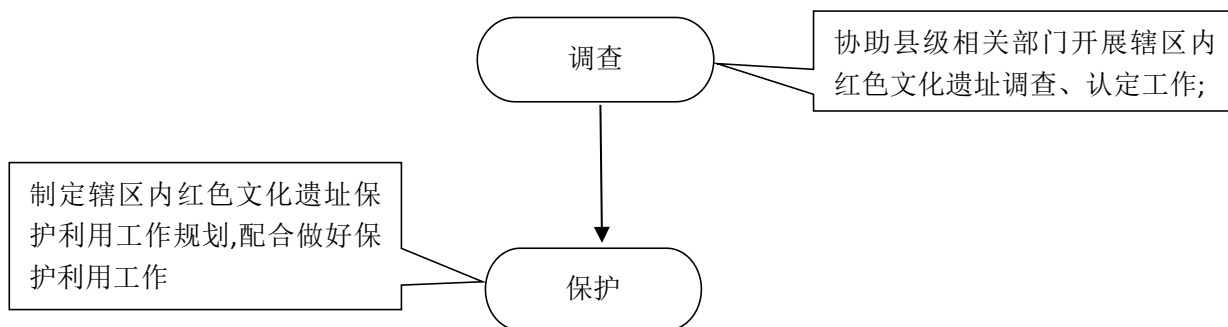 调查
协助县级相关部门开展辖区内
红色文化遗址调查、认定工作;
制定辖区内红色文化遗址保
护利用工作规划,配合做好保
护利用工作
保护